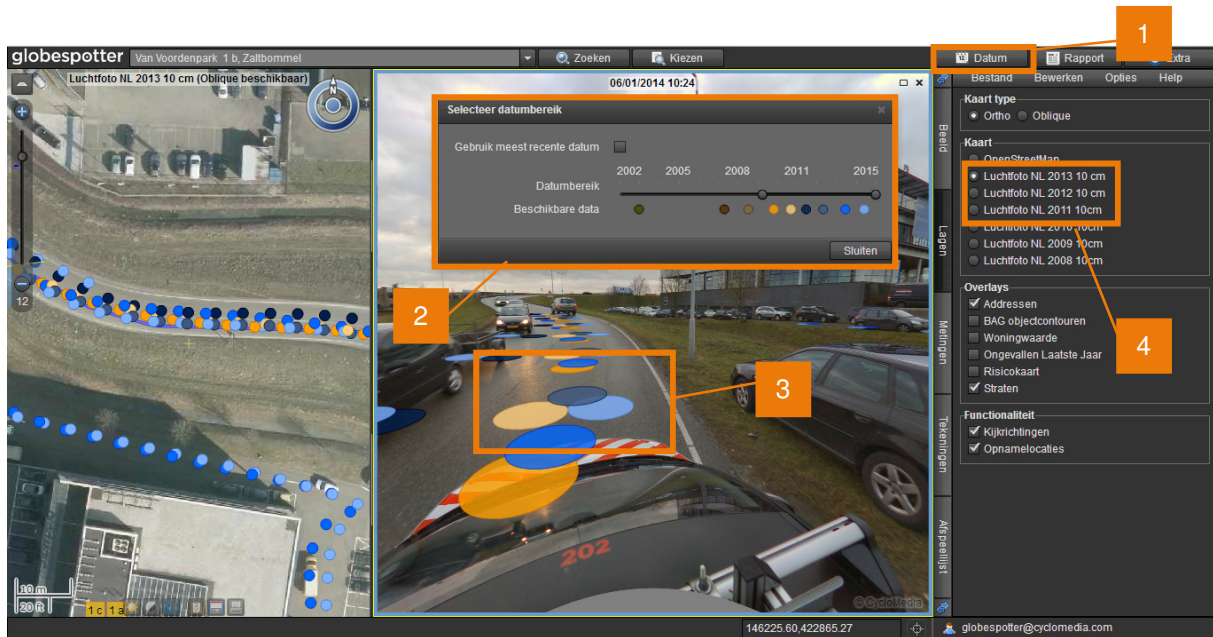 1
globespotter Van Voordenpark 1 b, Zaltbommel Zoeken Kiezen Datum Rapport Extra
Luchtfoto NL 2013 10 cm (Oblique beschikbaar)
N
12
10 m
20 ft
1 c 1 a
06/01/2014 10:24
Selecteer datumbereik
Gebruik meest recente datum
2002 2005 2008 2011 2015
Datumbereik
Beschikbare data
Sluiten
2
3
202
© CycloMedia
Beeld
Lagen
Metingen
Tekeningen
Afspeellijst
Bestand Bewerken Opties Help
Kaart type
Ortho Oblique
Kaart
OpenStreetMap
Luchtfoto NL 2013 10 cm
Luchtfoto NL 2012 10 cm
Luchtfoto NL 2011 10cm
Luchtfoto NL 2010 10cm
Luchtfoto NL 2009 10cm
Luchtfoto NL 2008 10cm
4
Overlays
Addressen
BAG objectcontouren
Woningwaarde
Ongevallen Laatste Jaar
Risicokaart
Straten
Functionaliteit
Kijkrichtingen
Opnamelocaties
146225.60,422865.27
globespotter@cyclomedia.com